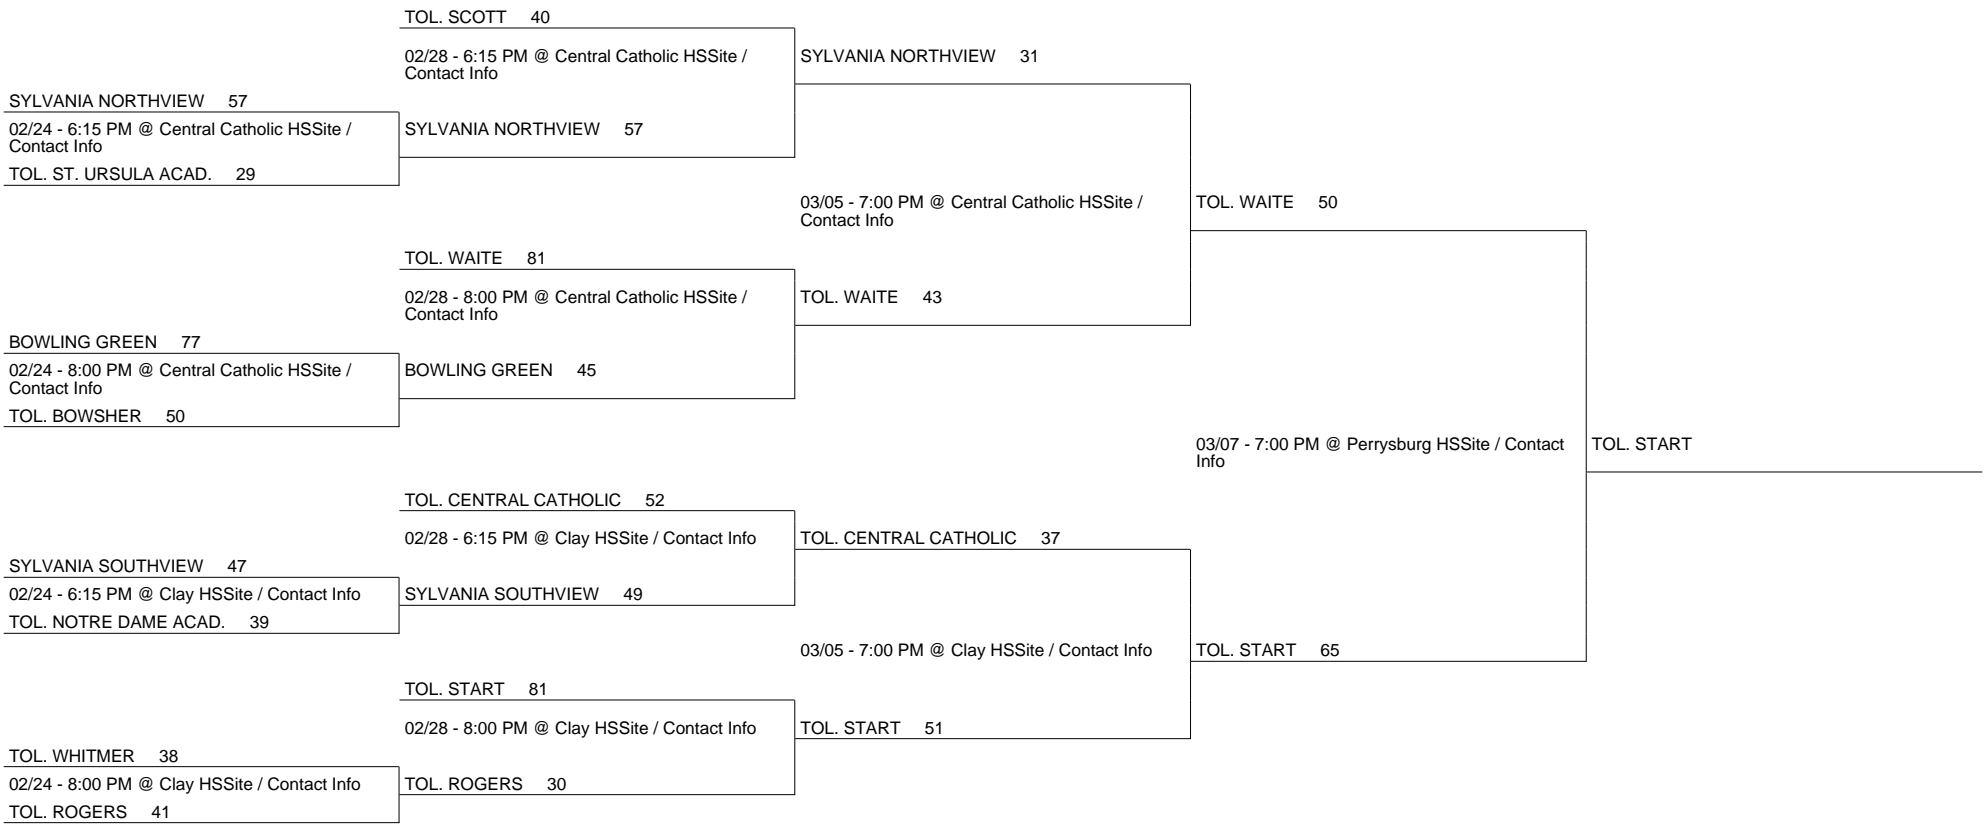 TOL. SCOTT 40
02/28 - 6:15 PM @ Central Catholic HSSite /
Contact Info
SYLVANIA NORTHVIEW 31
SYLVANIA NORTHVIEW 57
02/24 - 6:15 PM @ Central Catholic HSSite /
Contact Info
SYLVANIA NORTHVIEW 57
TOL. ST. URSULA ACAD. 29
03/05 - 7:00 PM @ Central Catholic HSSite /
Contact Info
TOL. WAITE 50
TOL. WAITE 81
02/28 - 8:00 PM @ Central Catholic HSSite /
Contact Info
TOL. WAITE 43
BOWLING GREEN 77
02/24 - 8:00 PM @ Central Catholic HSSite /
Contact Info
BOWLING GREEN 45
TOL. BOWSHER 50
03/07 - 7:00 PM @ Perrysburg HSSite / Contact
Info
TOL. START
TOL. CENTRAL CATHOLIC 52
02/28 - 6:15 PM @ Clay HSSite / Contact Info
TOL. CENTRAL CATHOLIC 37
SYLVANIA SOUTHVIEW 47
02/24 - 6:15 PM @ Clay HSSite / Contact Info
SYLVANIA SOUTHVIEW 49
TOL. NOTRE DAME ACAD. 39
03/05 - 7:00 PM @ Clay HSSite / Contact Info
TOL. START 65
TOL. START 81
02/28 - 8:00 PM @ Clay HSSite / Contact Info
TOL. START 51
TOL. WHITMER 38
02/24 - 8:00 PM @ Clay HSSite / Contact Info
TOL. ROGERS 30
TOL. ROGERS 41